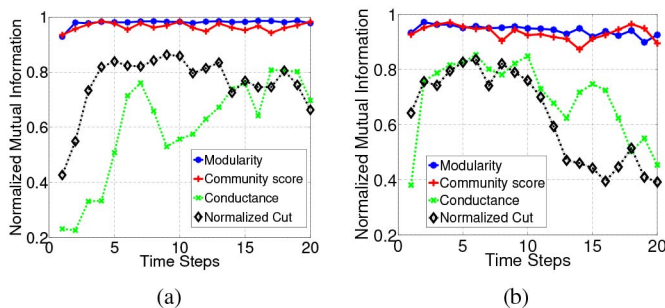 Normalized Mutual Information
1
0.8
0.6
0.4
0.2
0
5
10
15
20
Time Steps
Modularity
Community score
Conductance
Normalized Cut
(a)
Normalized Mutual Information
1
0.8
0.6
0.4
0.2
0
5
10
15
20
Time Steps
Modularity
Community score
Conductance
Normalized Cut
(b)